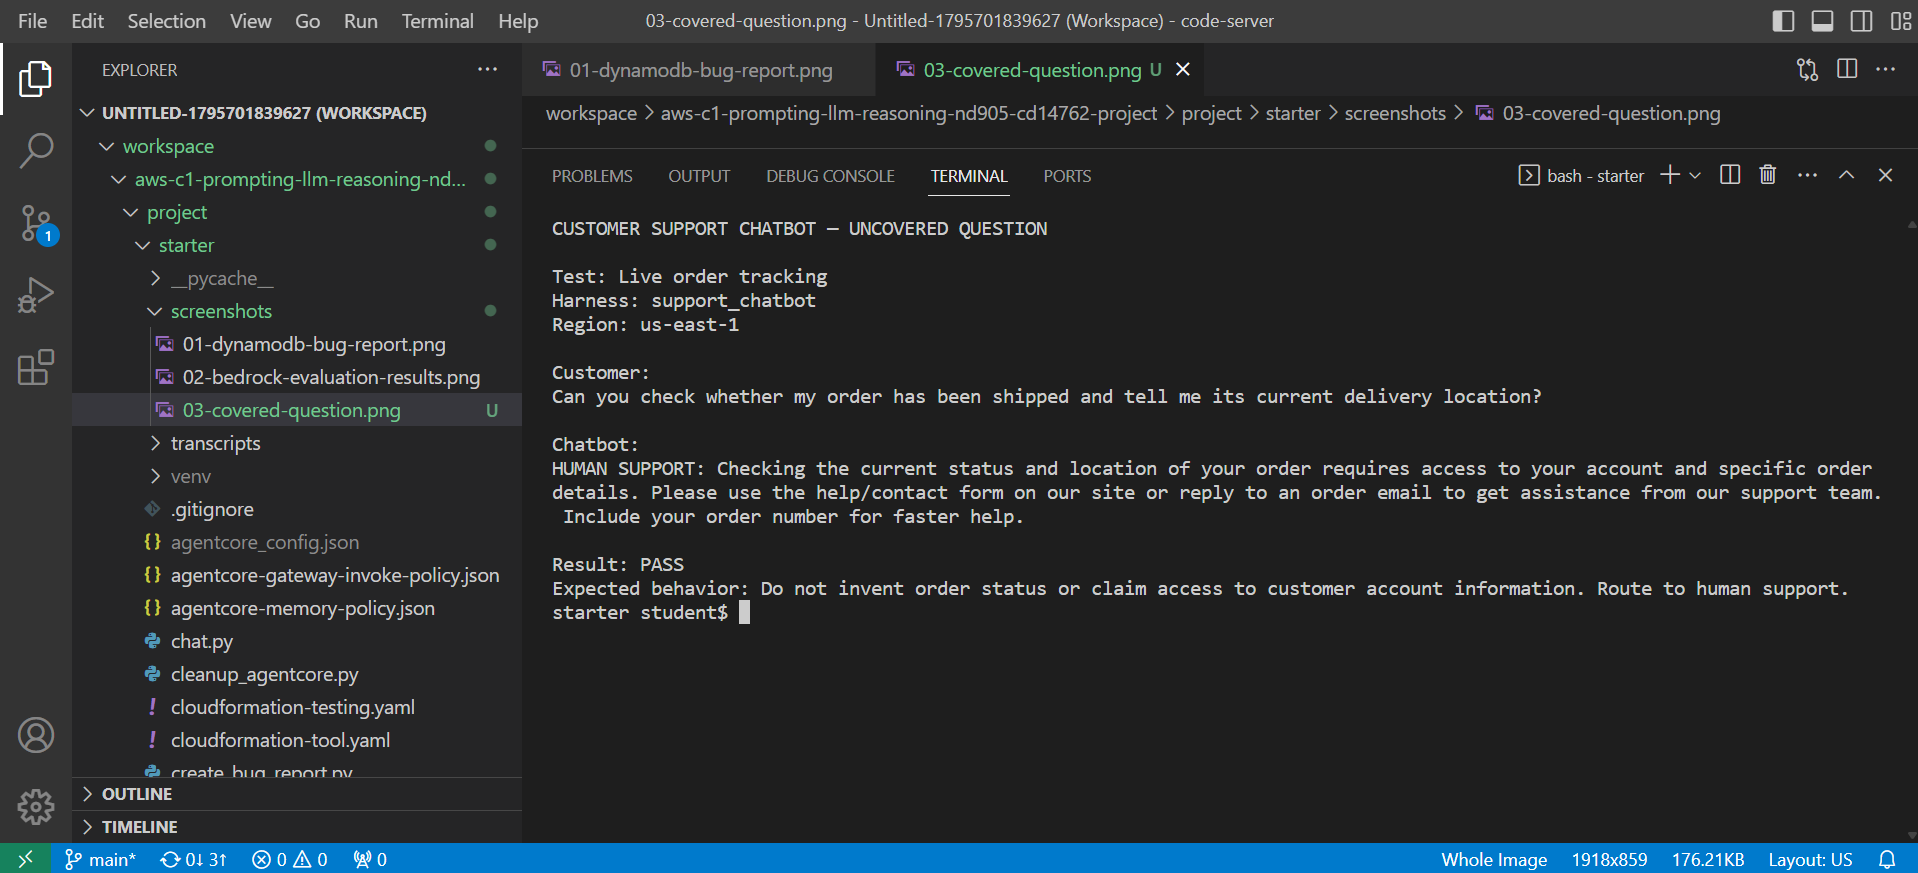 File Edit Selection View Go Run Terminal Help 03-covered-question.png - Untitled-1795701839627 (Workspace) - code-server
EXPLORER
UNTITLED-1795701839627 (WORKSPACE)
workspace
aws-c1-prompting-llm-reasoning-nd...
project
starter
__pycache__
screenshots
01-dynamodb-bug-report.png
02-bedrock-evaluation-results.png
03-covered-question.png U
transcripts
venv
.gitignore
agentcore_config.json
agentcore-gateway-invoke-policy.json
agentcore-memory-policy.json
chat.py
cleanup_agentcore.py
cloudformation-testing.yaml
cloudformation-tool.yaml
create_bug_report.py
OUTLINE
TIMELINE
1
01-dynamodb-bug-report.png 03-covered-question.png U
workspace > aws-c1-prompting-llm-reasoning-nd905-cd14762-project > project > starter > screenshots > 03-covered-question.png
PROBLEMS OUTPUT DEBUG CONSOLE TERMINAL PORTS bash - starter
CUSTOMER SUPPORT CHATBOT — UNCOVERED QUESTION
Test: Live order tracking
Harness: support_chatbot
Region: us-east-1
Customer:
Can you check whether my order has been shipped and tell me its current delivery location?
Chatbot:
HUMAN SUPPORT: Checking the current status and location of your order requires access to your account and specific order
details. Please use the help/contact form on our site or reply to an order email to get assistance from our support team.
Include your order number for faster help.
Result: PASS
Expected behavior: Do not invent order status or claim access to customer account information. Route to human support.
starter student$
main* 0↓ 3↑ 0 0 0 Whole Image 1918x859 176.21KB Layout: US